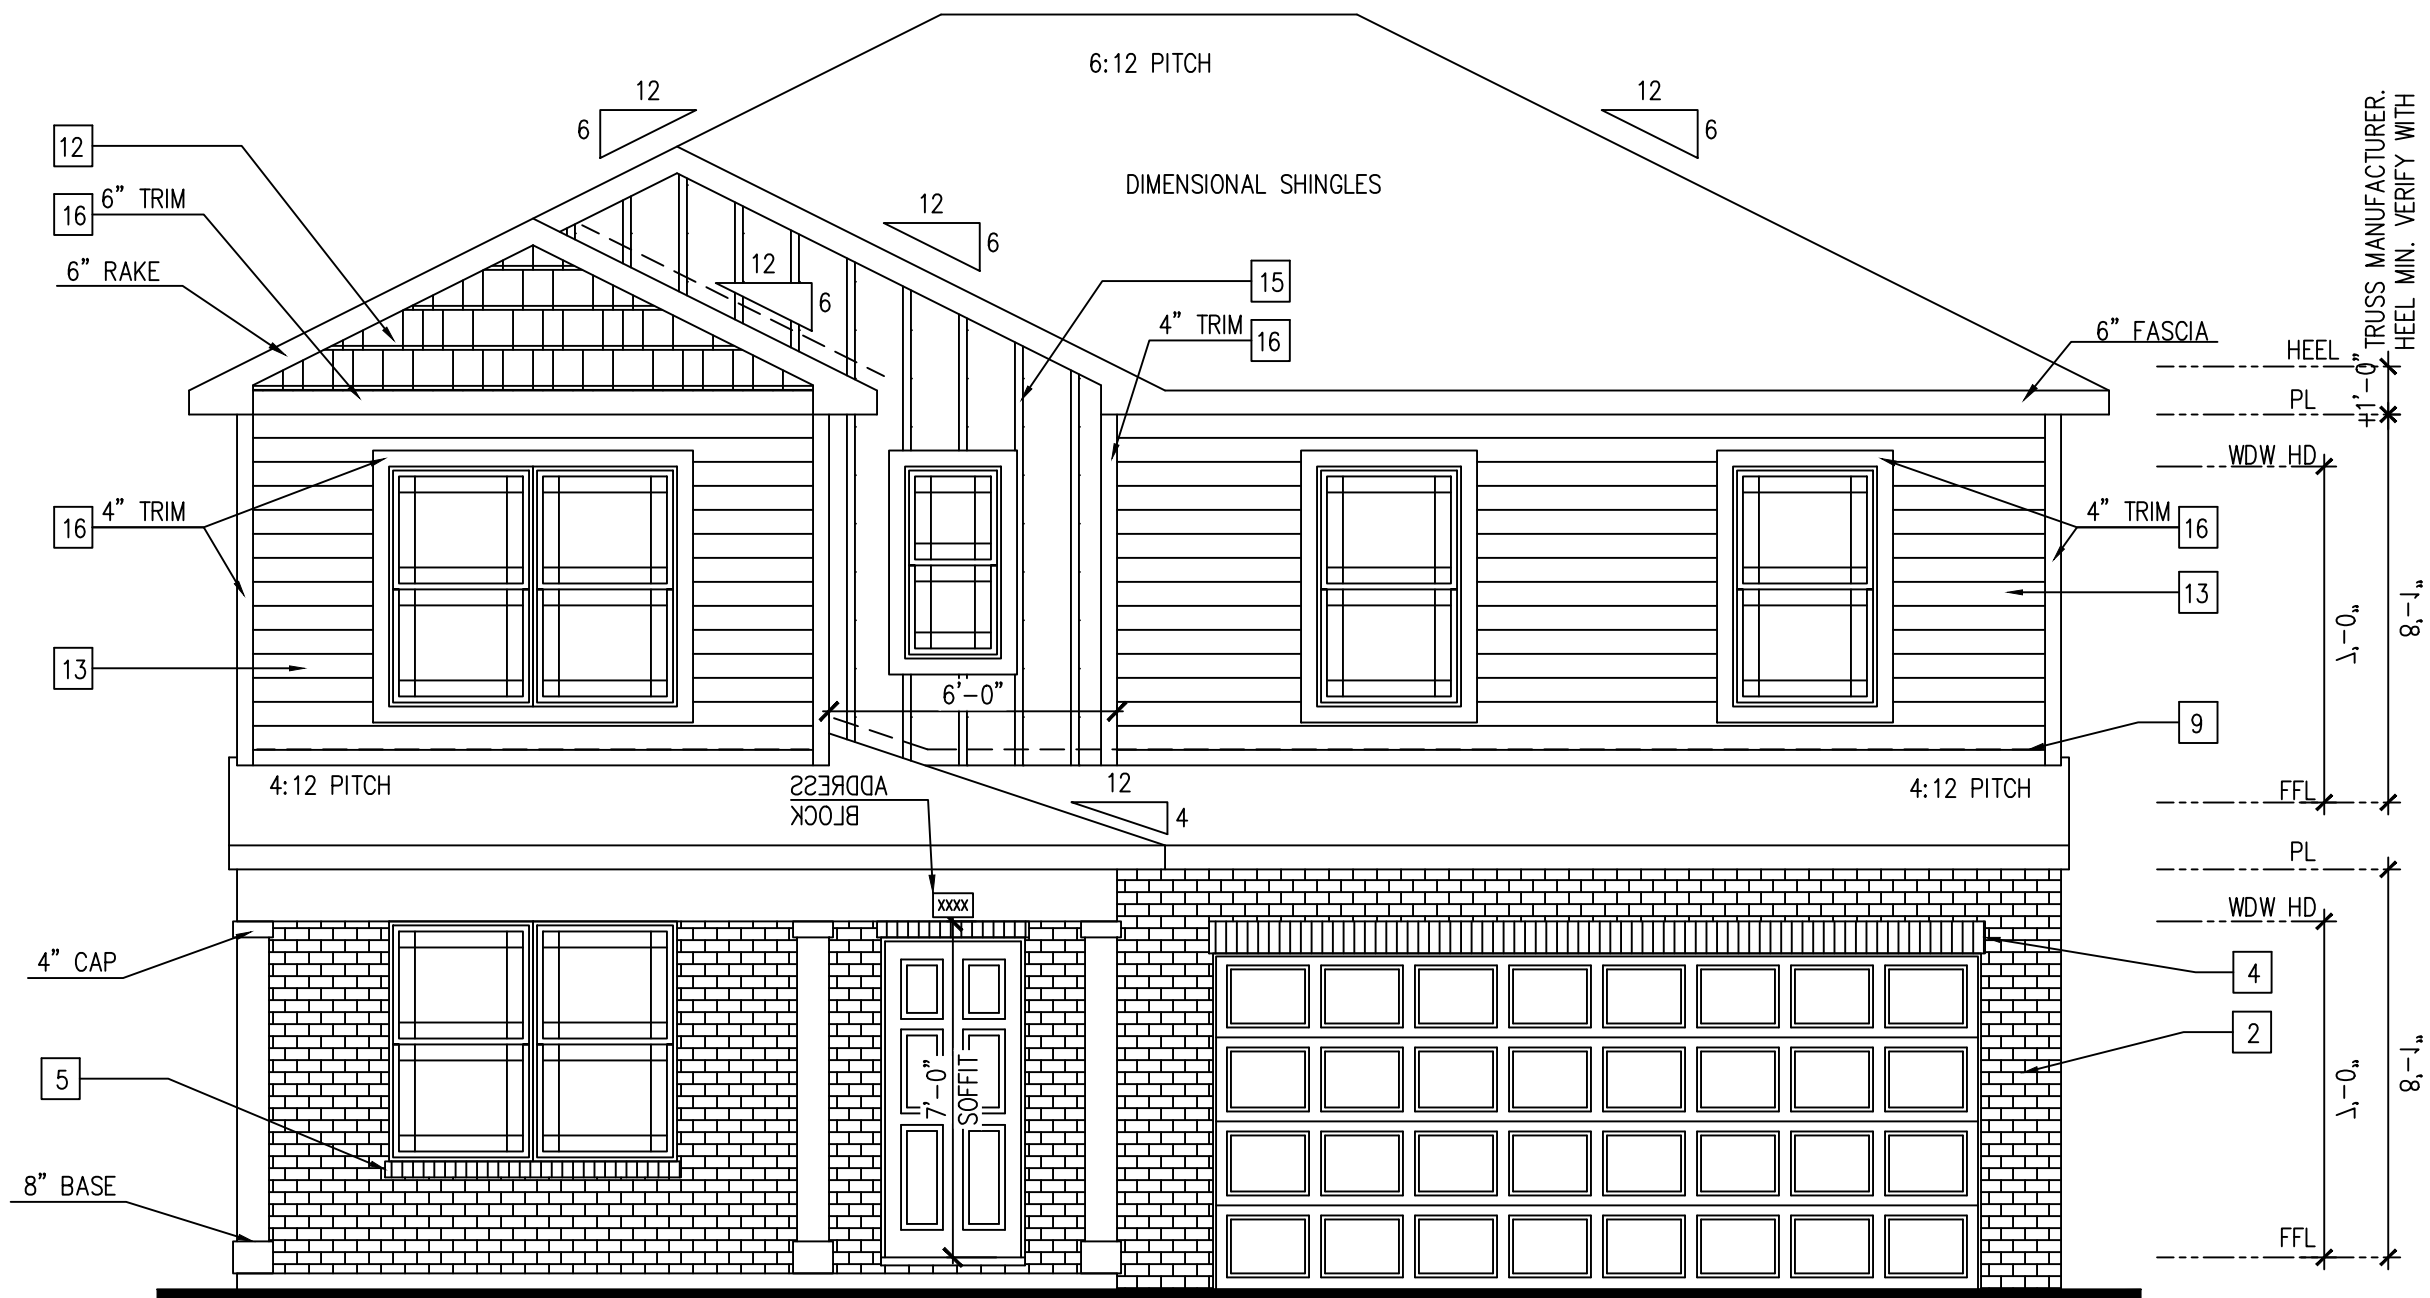 6:12 PITCH
12
6
12
6
DIMENSIONAL SHINGLES
12
16
6” TRIM
6” RAKE
12
6
12
6
15
4” TRIM
16
6” FASCIA
HEEL
PL
±1'-0” TRUSS MANUFACTURER.
HEEL MIN. VERIFY WITH
WDW HD
16
4” TRIM
4” TRIM
16
13
13
7'-0”
8'-1”
6'-0”
9
4:12 PITCH
ADDRESS
BLOCK
12
4
4:12 PITCH
FFL
PL
WDW HD
XXXX
4” CAP
4
2
5
7'-0”
SOFFIT
7'-0”
8'-1”
8” BASE
FFL